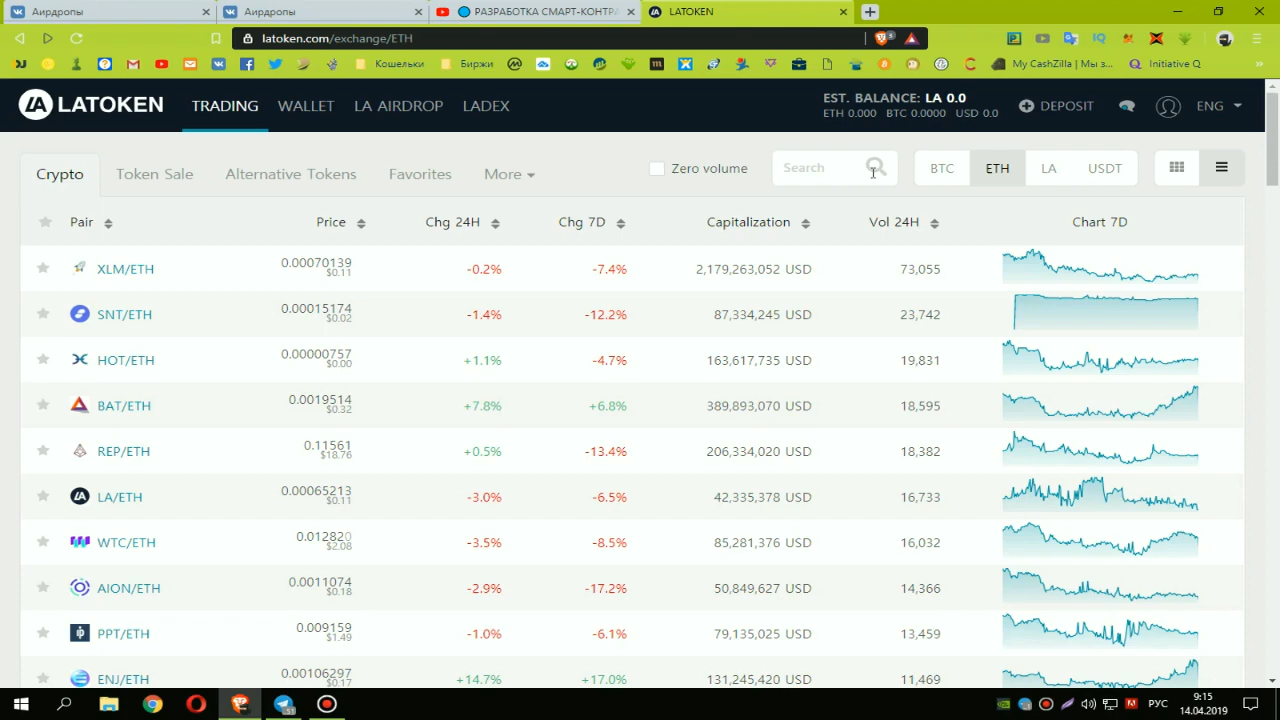 Аирдропы
Аирдропы
РАЗРАБОТКА СМАРТ-КОНТРА
LATOKEN
latoken.com/exchange/ETH
Кошельки
Биржи
My CashZilla | Мы з...
Initiative Q
LATOKEN
TRADING
WALLET
LA AIRDROP
LADEX
EST. BALANCE: LA 0.0
ETH 0.000 BTC 0.0000 USD 0.0
DEPOSIT
ENG
Crypto
Token Sale
Alternative Tokens
Favorites
More
Zero volume
Search
BTC
ETH
LA
USDT
Pair Price Chg 24H Chg 7D Capitalization Vol 24H Chart 7D
XLM/ETH 0.00070139 -0.2% -7.4% 2,179,263,052 USD 73,055
$0.11
SNT/ETH 0.00015174 -1.4% -12.2% 87,334,245 USD 23,742
$0.02
HOT/ETH 0.00000757 +1.1% -4.7% 163,617,735 USD 19,831
$0.00
BAT/ETH 0.0019514 +7.8% +6.8% 389,893,070 USD 18,595
$0.32
REP/ETH 0.11561 +0.5% -13.4% 206,334,020 USD 18,382
$18.76
LA/ETH 0.00065213 -3.0% -6.5% 42,335,378 USD 16,733
$0.11
WTC/ETH 0.012820 -3.5% -8.5% 85,281,376 USD 16,032
$2.08
AION/ETH 0.0011074 -2.9% -17.2% 50,849,627 USD 14,366
$0.18
PPT/ETH 0.009159 -1.0% -6.1% 79,135,025 USD 13,459
$1.49
ENJ/ETH 0.00106297 +14.7% +17.0% 131,245,420 USD 11,469
$0.17
РУС
9:15
14.04.2019